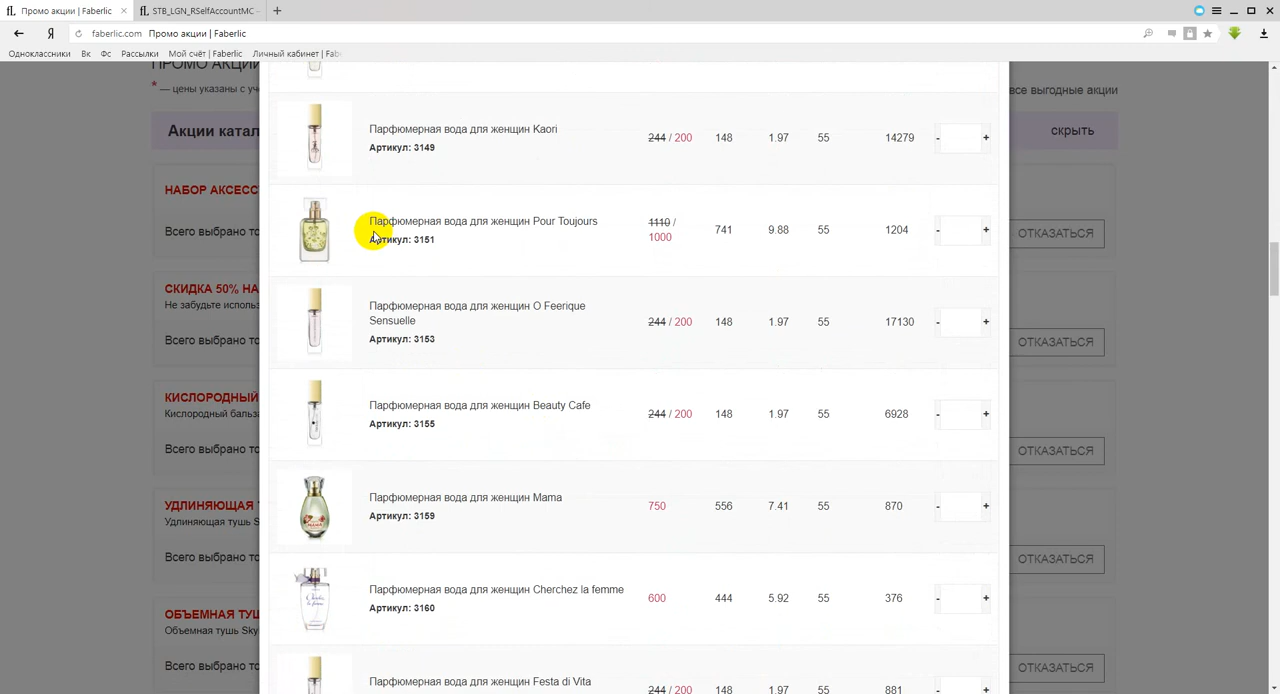 Промо акции | Faberlic
STB_LGN_RSelfAccountMC -
faberlic.com Промо акции | Faberlic
Одноклассники Вк Фс Рассылки Мой счёт | Faberlic Личный кабинет | Fab
ПРОМО АКЦИИ
* — цены указаны с уч
все выгодные акции
Акции катал
скрыть
НАБОР АКСЕСС
Всего выбрано то
ОТКАЗАТЬСЯ
СКИДКА 50% НА
Не забудьте использ
Всего выбрано то
ОТКАЗАТЬСЯ
КИСЛОРОДНЫЙ
Кислородный бальза
Всего выбрано то
ОТКАЗАТЬСЯ
УДЛИНЯЮЩАЯ Т
Удлиняющая тушь S
Всего выбрано то
ОТКАЗАТЬСЯ
ОБЪЕМНАЯ ТУШ
Объемная тушь Sky
Всего выбрано то
ОТКАЗАТЬСЯ
Парфюмерная вода для женщин Kaori
Артикул: 3149
244 / 200 148 1.97 55 14279 - +
Парфюмерная вода для женщин Pour Toujours
Артикул: 3151
1110 /
1000
741 9.88 55 1204 - +
Парфюмерная вода для женщин O Feerique
Sensuelle
Артикул: 3153
244 / 200 148 1.97 55 17130 - +
Парфюмерная вода для женщин Beauty Cafe
Артикул: 3155
244 / 200 148 1.97 55 6928 - +
Парфюмерная вода для женщин Mama
Артикул: 3159
750 556 7.41 55 870 - +
Парфюмерная вода для женщин Cherchez la femme
Артикул: 3160
600 444 5.92 55 376 - +
Парфюмерная вода для женщин Festa di Vita
244 / 200 148 1.97 55 881 - +